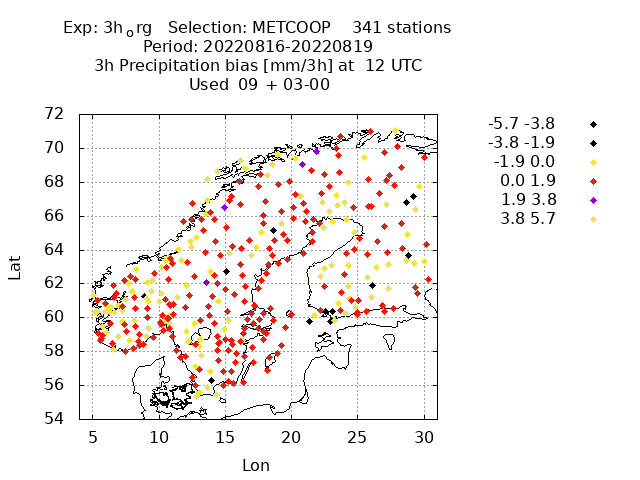 Exp: 3h_org Selection: METCOOP 341 stations
Period: 20220816-20220819
3h Precipitation bias [mm/3h] at 12 UTC
Used 09 + 03-00
72
70
68
66
64
62
60
58
56
54
5 10 15 20 25 30
Lat
Lon
-5.7 -3.8
-3.8 -1.9
-1.9 0.0
0.0 1.9
1.9 3.8
3.8 5.7